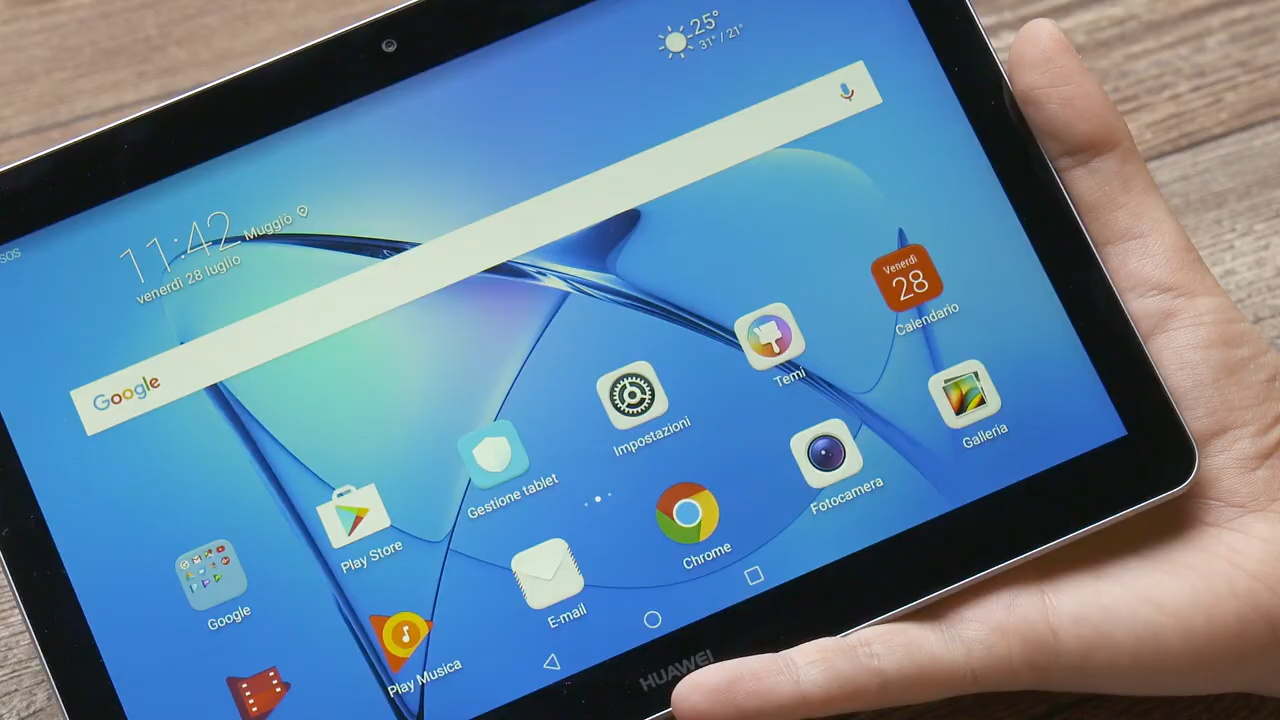 SOS
25°
31° / 21°
11:42 Muggiò
venerdì 28 luglio
Google
Venerdì
28
Calendario
Temi
Impostazioni
Galleria
Gestione tablet
Fotocamera
Play Store
Chrome
Google
E-mail
Play Musica
HUAWEI